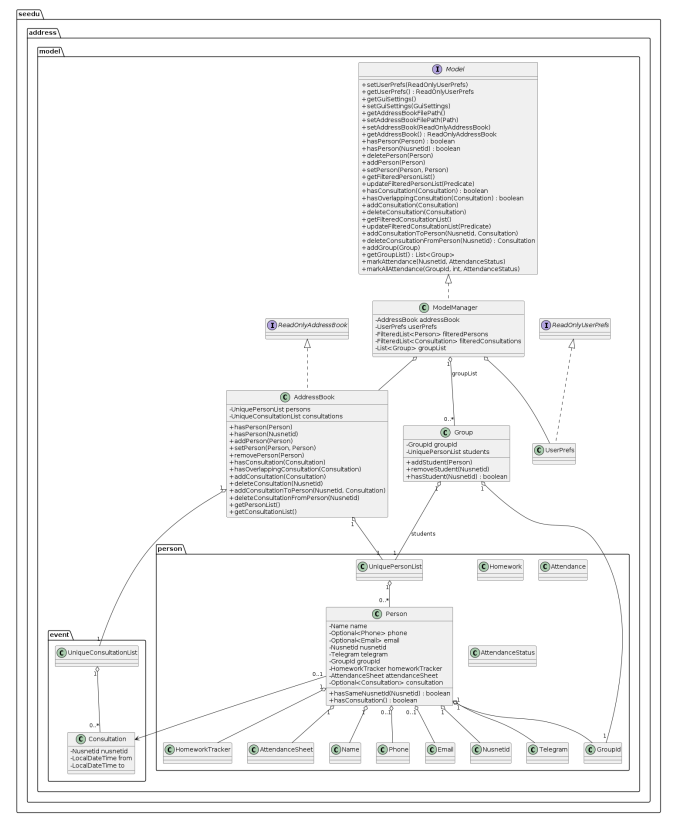 seedu
address
model
I Model
+setUserPrefs(ReadOnlyUserPrefs)
+getUserPrefs() : ReadOnlyUserPrefs
+getGuiSettings()
+setGuiSettings(GuiSettings)
+getAddressBookFilePath()
+setAddressBookFilePath(Path)
+setAddressBook(ReadOnlyAddressBook)
+getAddressBook() : ReadOnlyAddressBook
+hasPerson(Person) : boolean
+hasPerson(NusnetId) : boolean
+deletePerson(Person)
+addPerson(Person)
+setPerson(Person, Person)
+getFilteredPersonList()
+updateFilteredPersonList(Predicate)
+hasConsultation(Consultation) : boolean
+hasOverlappingConsultation(Consultation) : boolean
+addConsultation(Consultation)
+deleteConsultation(Consultation)
+getFilteredConsultationList()
+updateFilteredConsultationList(Predicate)
+addConsultationToPerson(NusnetId, Consultation)
+deleteConsultationFromPerson(NusnetId) : Consultation
+addGroup(Group)
+getGroupList() : List<Group>
+markAttendance(NusnetId, AttendanceStatus)
+markAllAttendance(GroupId, int, AttendanceStatus)
C ModelManager
-AddressBook addressBook
-UserPrefs userPrefs
-FilteredList<Person> filteredPersons
-FilteredList<Consultation> filteredConsultations
-List<Group> groupList
I ReadOnlyAddressBook
I ReadOnlyUserPrefs
1
groupList
0..*
C AddressBook
-UniquePersonList persons
-UniqueConsultationList consultations
+hasPerson(Person)
+hasPerson(NusnetId)
+addPerson(Person)
+setPerson(Person, Person)
+removePerson(Person)
+hasConsultation(Consultation)
+hasOverlappingConsultation(Consultation)
+addConsultation(Consultation)
+deleteConsultation(NusnetId)
+addConsultationToPerson(NusnetId, Consultation)
+deleteConsultationFromPerson(NusnetId)
+getPersonList()
+getConsultationList()
C Group
-GroupId groupId
-UniquePersonList students
+addStudent(Person)
+removeStudent(NusnetId)
+hasStudent(NusnetId) : boolean
C UserPrefs
1
1
1
1
students
person
1
1
C UniquePersonList
C Homework
C Attendance
1
0..*
C Person
-Name name
-Optional<Phone> phone
-Optional<Email> email
-NusnetId nusnetId
-Telegram telegram
-GroupId groupId
-HomeworkTracker homeworkTracker
-AttendanceSheet attendanceSheet
-Optional<Consultation> consultation
+hasSameNusnetId(NusnetId) : boolean
+hasConsultation() : boolean
C AttendanceStatus
event
1
C UniqueConsultationList
1
0..*
C Consultation
-NusnetId nusnetId
-LocalDateTime from
-LocalDateTime to
0..1
1
1
1
0..1
0..1
1
1
1
1
C HomeworkTracker
C AttendanceSheet
C Name
C Phone
C Email
C NusnetId
C Telegram
C GroupId